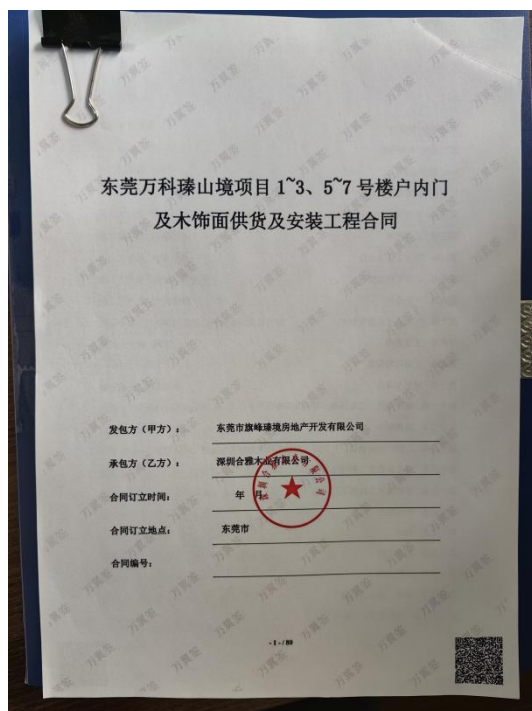 东莞万科瑧山境项目 1~3、5~7 号楼户内门
及木饰面供货及安装工程合同
发包方（甲方）： 东莞市旗峰瑧境房地产开发有限公司
承包方（乙方）： 深圳合雅木业有限公司
合同订立时间： 年 月
合同订立地点： 东莞市
合同编号：
- 1 - / 80